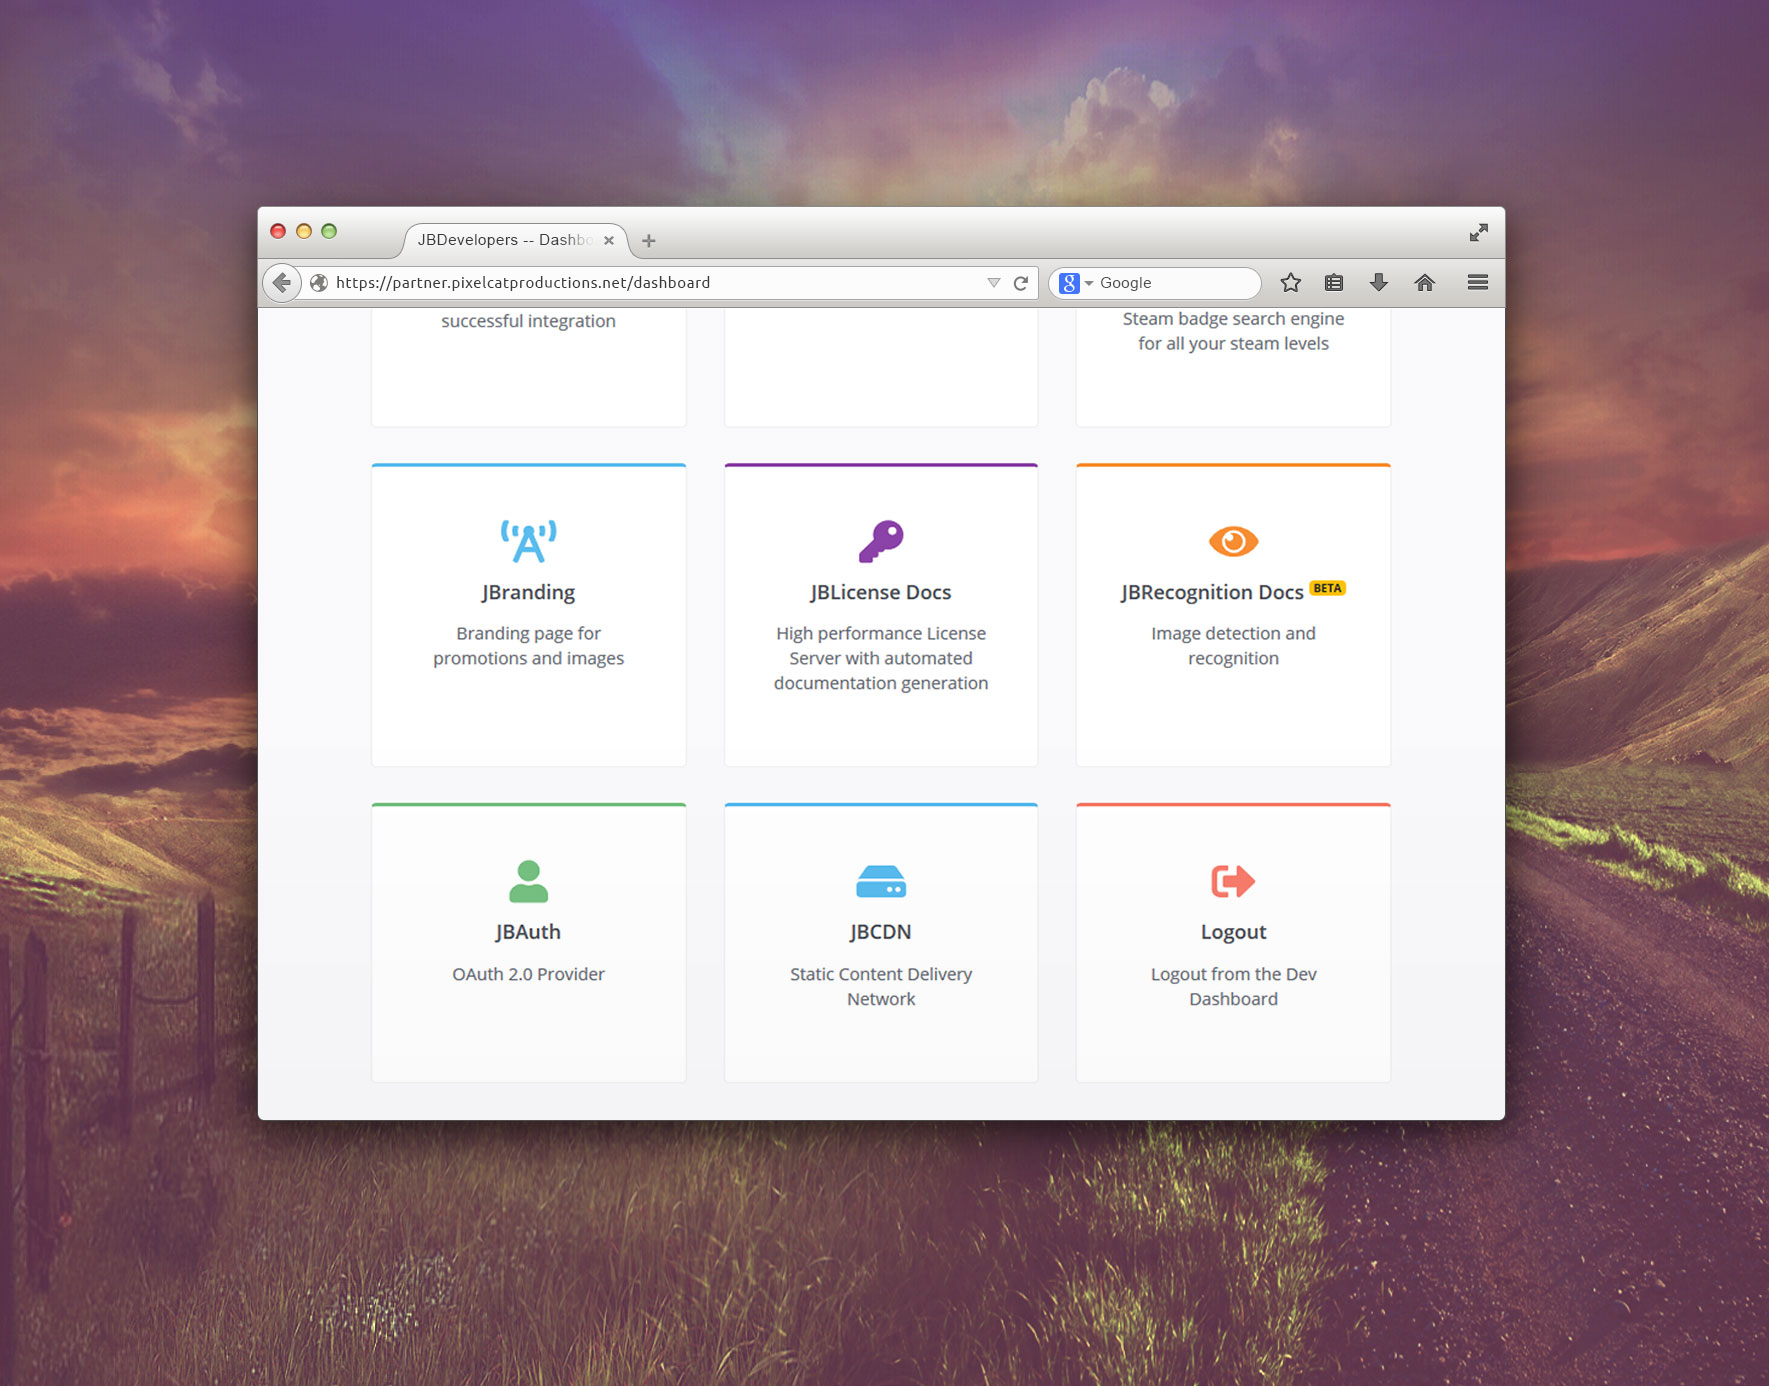 JBDevelopers -- Dashbo
https://partner.pixelcatproductions.net/dashboard
8 Google
successful integration
Steam badge search engine
for all your steam levels
JBranding
Branding page for
promotions and images
JBLicense Docs
High performance License
Server with automated
documentation generation
JBRecognition Docs BETA
Image detection and
recognition
JBAuth
OAuth 2.0 Provider
JBCDN
Static Content Delivery
Network
Logout
Logout from the Dev
Dashboard